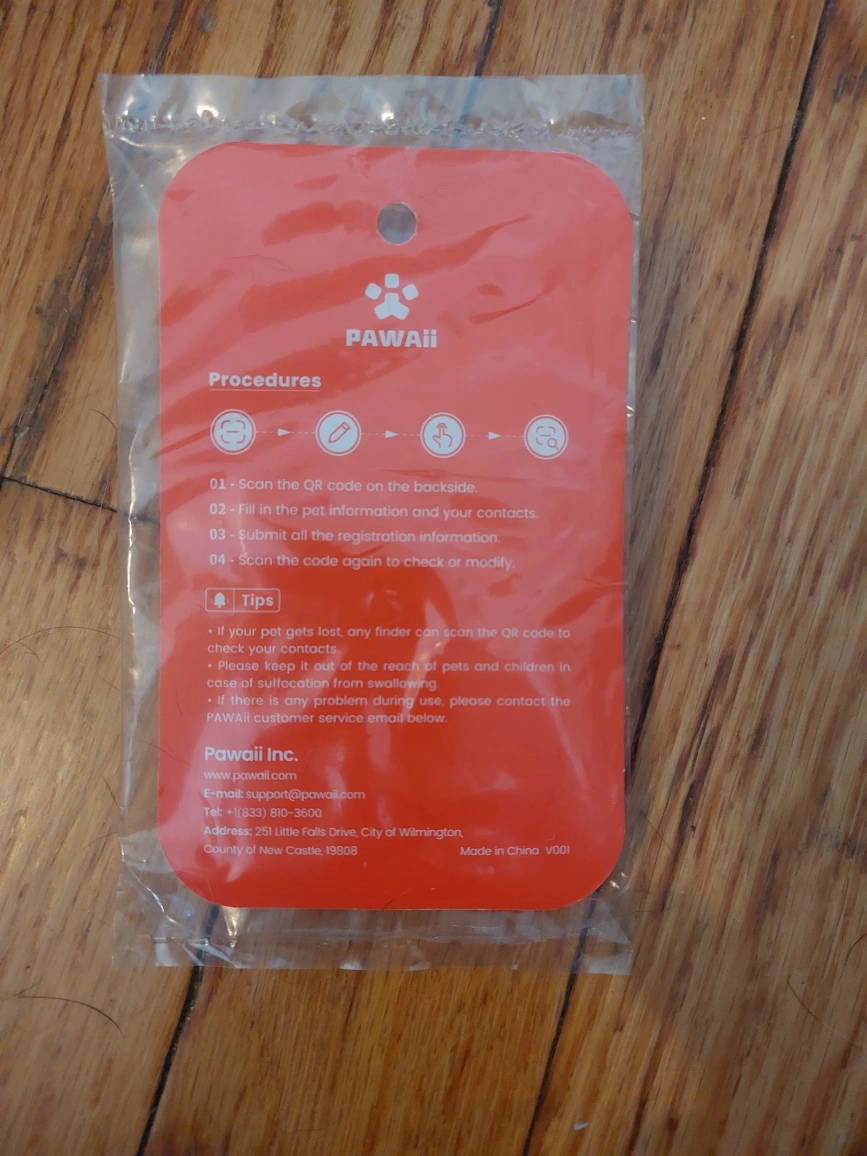 PAWAii
Procedures
01 - Scan the QR code on the backside.
02 - Fill in the pet information and your contacts.
03 - Submit all the registration information.
04 - Scan the code again to check or modify.
Tips
• If your pet gets lost, any finder can scan the QR code to
check your contacts.
• Please keep it out of the reach of pets and children in
case of suffocation from swallowing.
• If there is any problem during use, please contact the
PAWAii customer service email below.
Pawaii Inc.
www.pawaii.com
E-mail: support@pawaii.com
Tel: +1(833) 810-3600
Address: 251 Little Falls Drive, City of Wilmington,
County of New Castle, 19808 Made in China V001